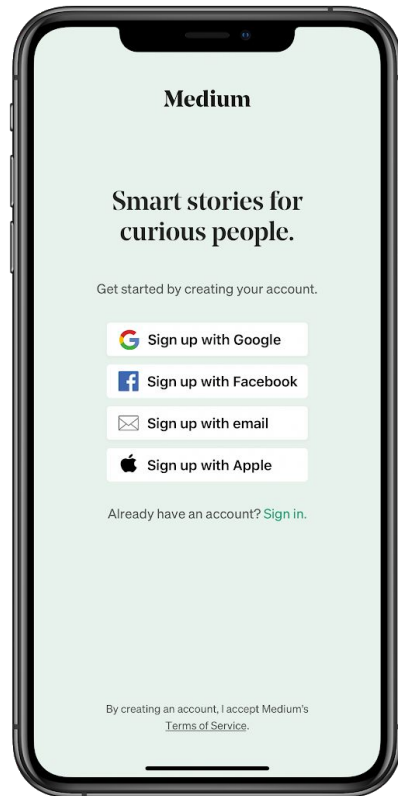 Medium
Smart stories for
curious people.
Get started by creating your account.
Sign up with Google
Sign up with Facebook
Sign up with email
Sign up with Apple
Already have an account? Sign in.
By creating an account, I accept Medium's
Terms of Service.